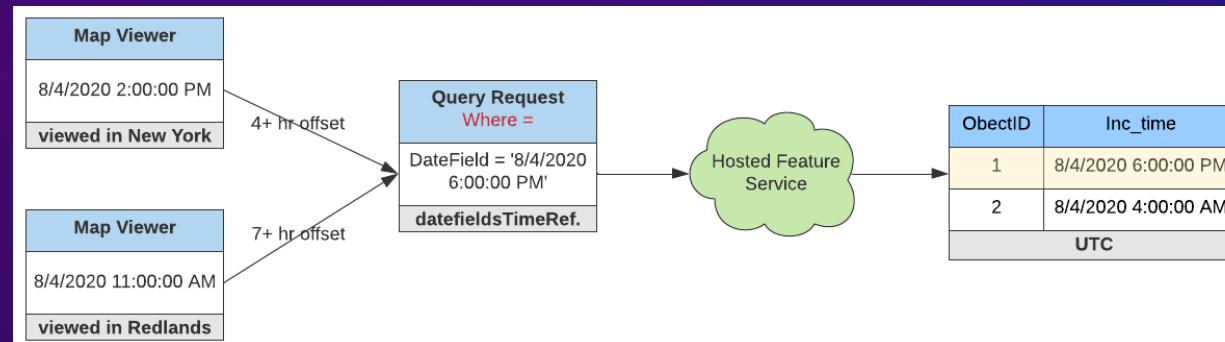 Map Viewer
8/4/2020 2:00:00 PM
viewed in New York
4+ hr offset
Map Viewer
8/4/2020 11:00:00 AM
viewed in Redlands
7+ hr offset
Query Request
Where =
DateField = '8/4/2020
6:00:00 PM'
datefieldsTimeRef.
Hosted Feature
Service
ObectID Inc_time
1 8/4/2020 6:00:00 PM
2 8/4/2020 4:00:00 AM
UTC